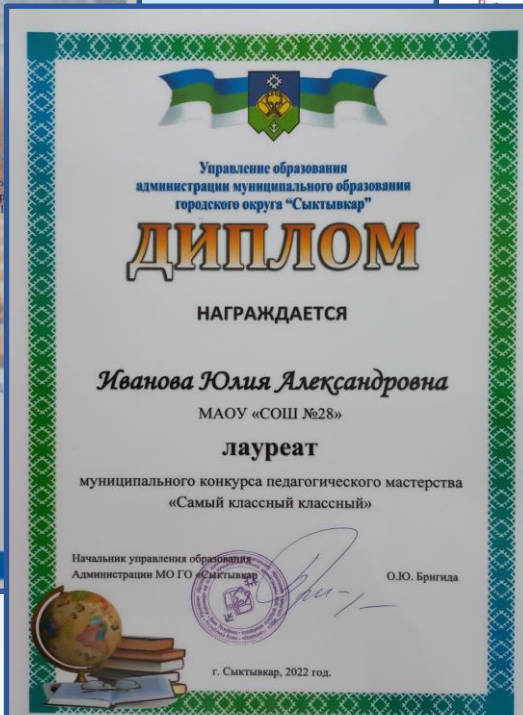 Управление образования
администрации муниципального образования
городского округа "Сыктывкар"
ДИПЛОМ
НАГРАЖДАЕТСЯ
Иванова Юлия Александровна
МАОУ «СОШ №28»
лауреат
муниципального конкурса педагогического мастерства
«Самый классный классный»
Начальник управления образования
Администрации МО ГО «Сыктывкар
О.Ю. Бригида
г. Сыктывкар, 2022 год.